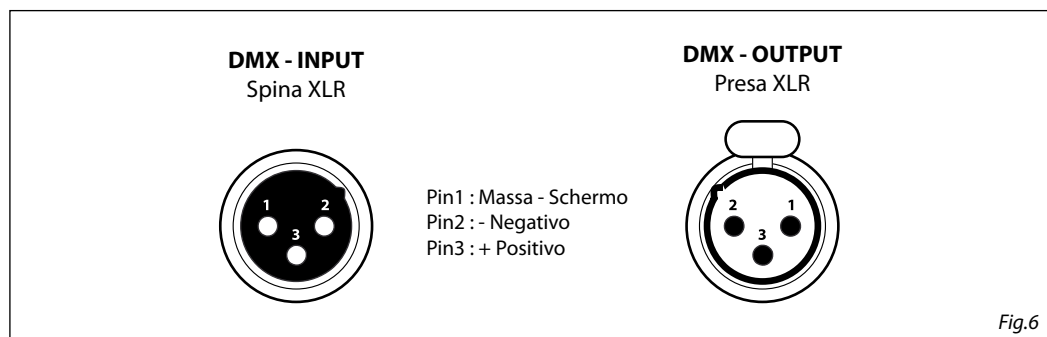 DMX - INPUT
Spina XLR
DMX - OUTPUT
Presa XLR
1 2
3
Pin1 : Massa - Schermo
Pin2 : - Negativo
Pin3 : + Positivo
2 1
3
Fig.6